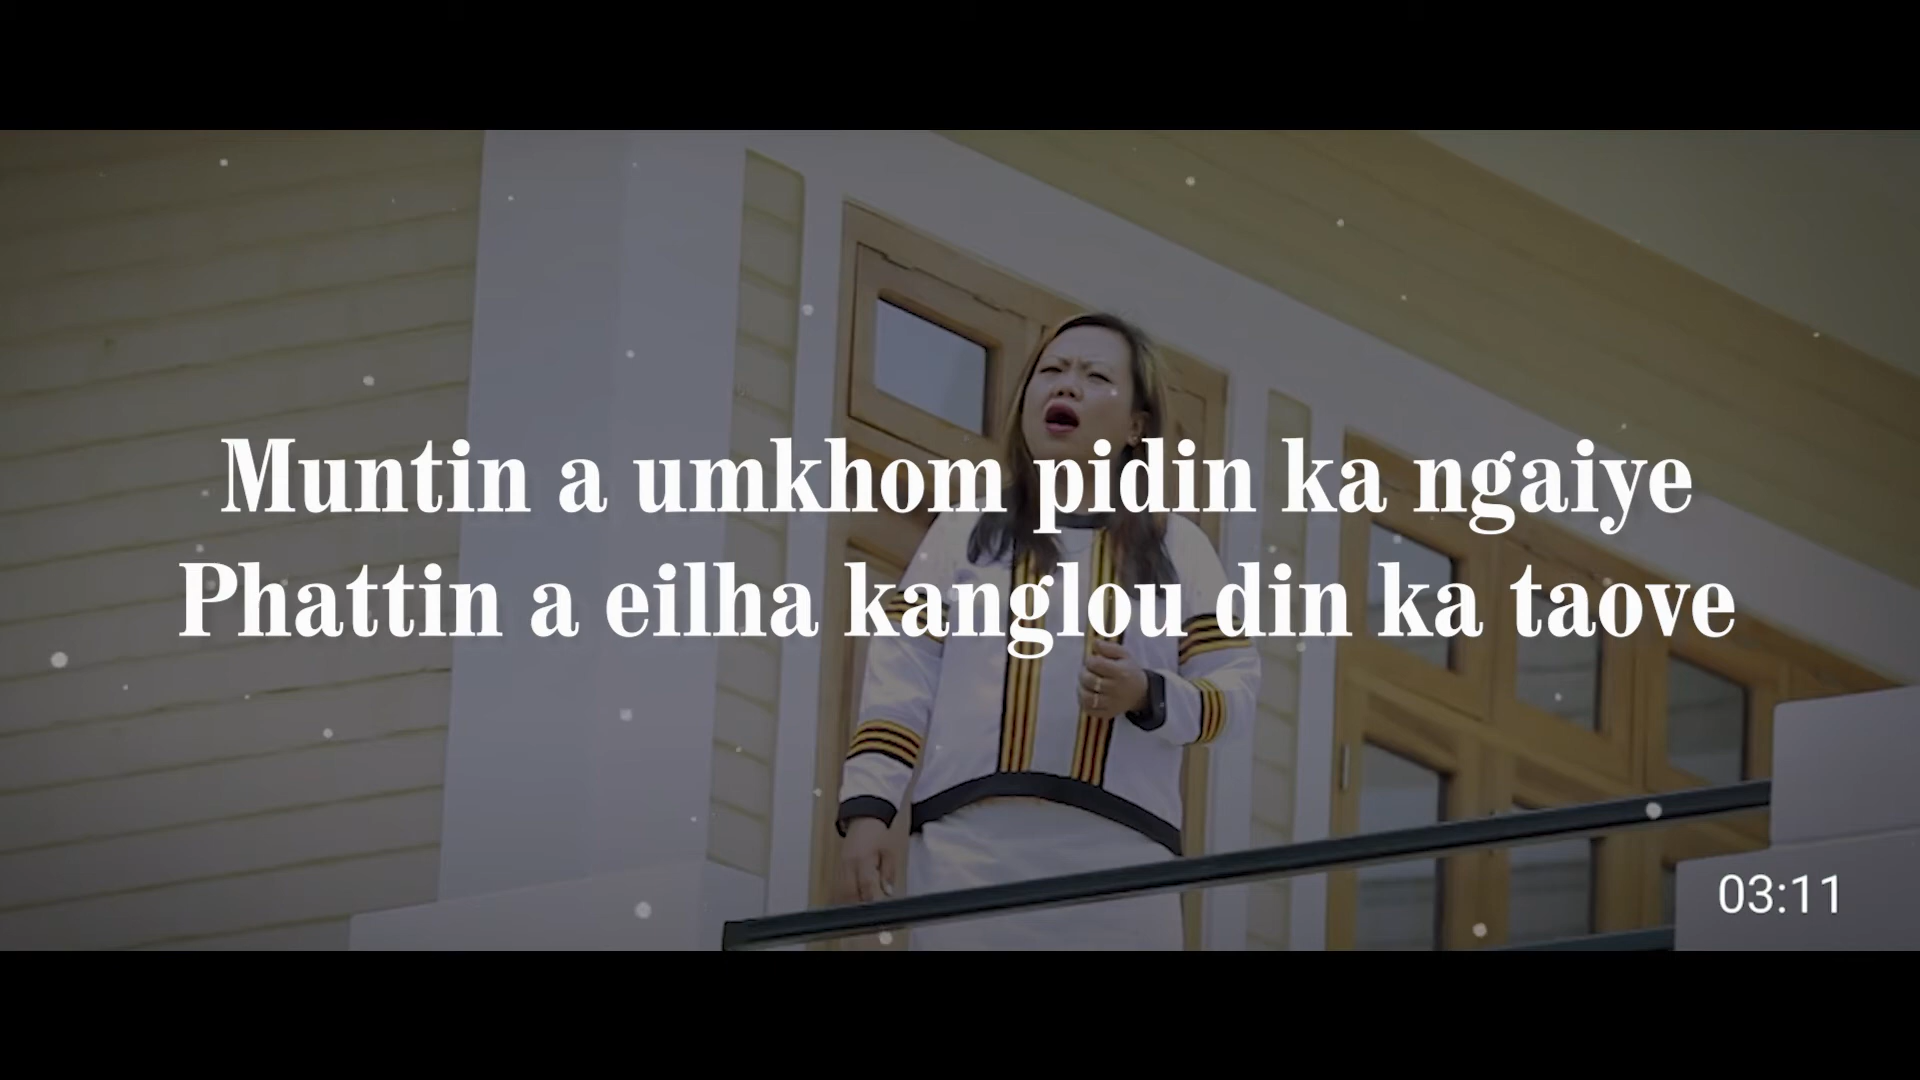 Muntin a umkhom pidin ka ngaiye
Phattin a eilha kanglou din ka taove
03:11